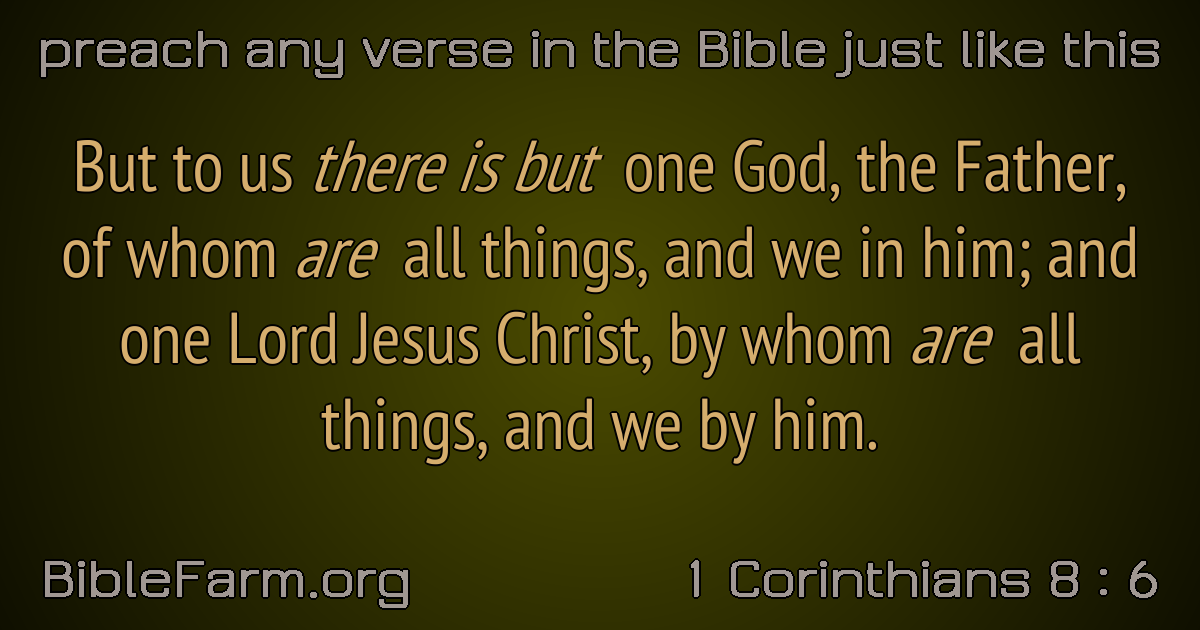 preach any verse in the Bible just like this
But to us there is but one God, the Father,
of whom are all things, and we in him; and
one Lord Jesus Christ, by whom are all
things, and we by him.
BibleFarm.org
1 Corinthians 8 : 6